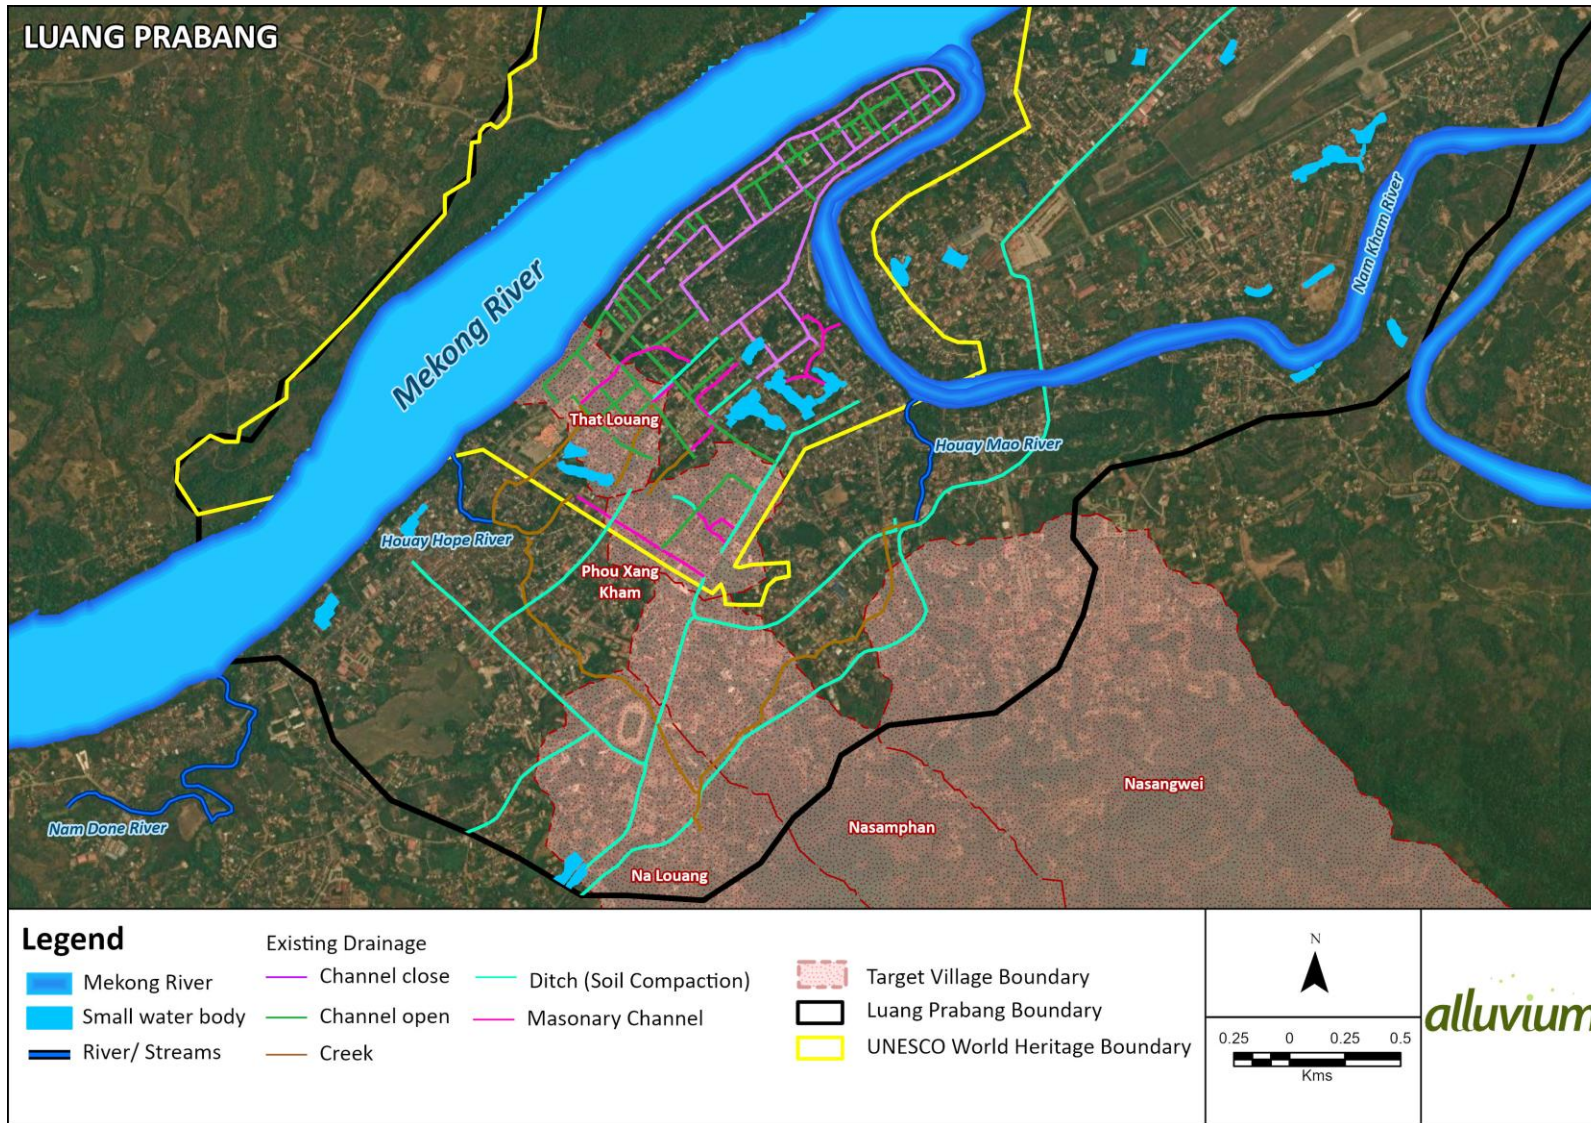 LUANG PRABANG
Mekong River
Nam Kham River
That Louang
Houay Mao River
Houay Hope River
Phou Xang
Kham
Nasangwei
Nam Done River
Nasamphan
Na Louang
Legend
Mekong River
Small water body
River/ Streams
Existing Drainage
Channel close
Channel open
Creek
Ditch (Soil Compaction)
Masonary Channel
Target Village Boundary
Luang Prabang Boundary
UNESCO World Heritage Boundary
N
0.25 0 0.25 0.5
Kms
alluvium